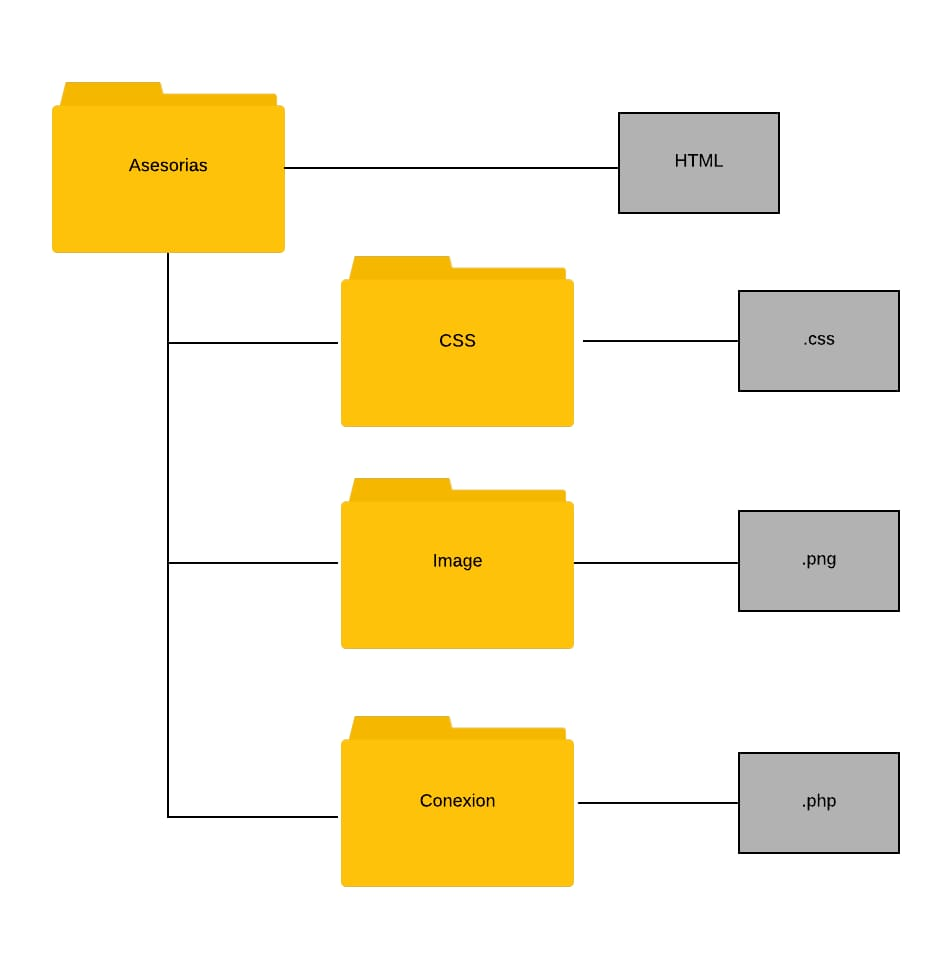 Asesorias
HTML
CSS
.css
Image
.png
Conexion
.php